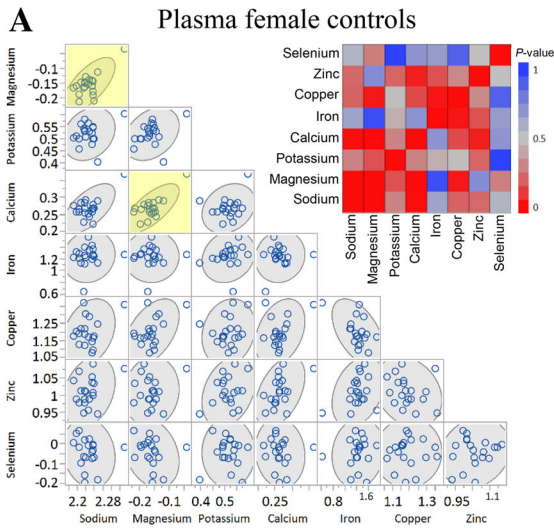 A Plasma female controls
P-value
Selenium
Zinc
Copper
Iron
Calcium
Potassium
Magnesium
Sodium
1
0.5
0
Sodium
Magnesium
Potassium
Calcium
Iron
Copper
Zinc
Selenium
Magnesium
-0.1
-0.15
-0.2
Potassium
0.55
0.5
0.45
0.4
Calcium
0.3
0.26
0.2
Iron
1.2
1
0.6
Copper
1.25
1.15
1.05
Zinc
1.05
1
0.95
Selenium
0
-0.1
-0.2
2.2 2.28 -0.2 -0.1 0.4 0.5 0.25 0.8 1.6 1.1 1.3 0.95 1.1
Sodium Magnesium Potassium Calcium Iron Copper Zinc